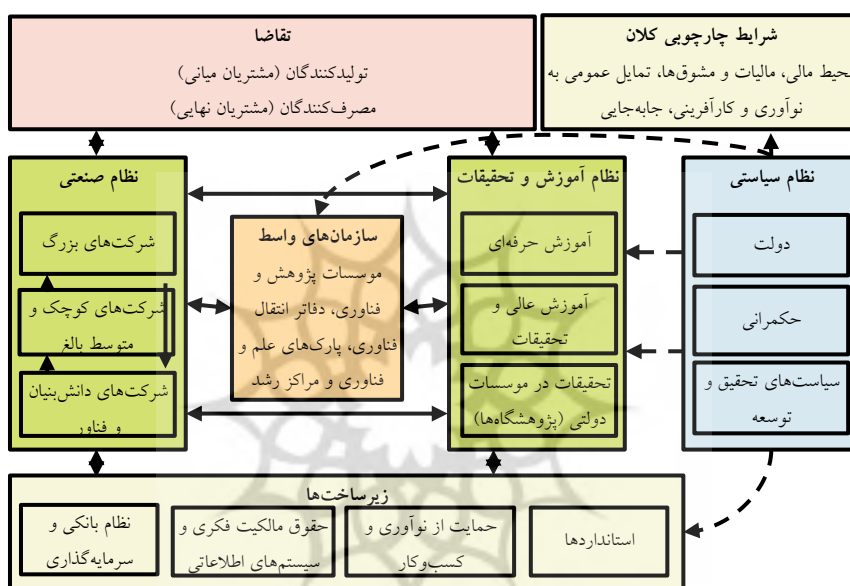 شرایط چارچوبی کلان
محیط مالی، مالیات و مشوق‌ها، تمایل عمومی به
نوآوری و کارآفرینی، جابه‌جایی
تقاضا
تولیدکنندگان (مشتریان میانی)
مصرف‌کنندگان (مشتریان نهایی)
نظام سیاستی
دولت
حکمرانی
سیاست‌های تحقیق و
توسعه
نظام آموزش و تحقیقات
آموزش حرفه‌ای
آموزش عالی و
تحقیقات
تحقیقات در موسسات
دولتی (پژوهشگاه‌ها)
سازمان‌های واسط
موسسات پژوهش و
فناوری، دفاتر انتقال
فناوری، پارک‌های علم و
فناوری و مراکز رشد
نظام صنعتی
شرکت‌های بزرگ
شرکت‌های کوچک و
متوسط بالغ
شرکت‌های دانش‌بنیان
و فناور
زیرساخت‌ها
استانداردها
حمایت از نوآوری و
کسب‌وکار
حقوق مالکیت فکری و
سیستم‌های اطلاعاتی
نظام بانکی و
سرمایه‌گذاری